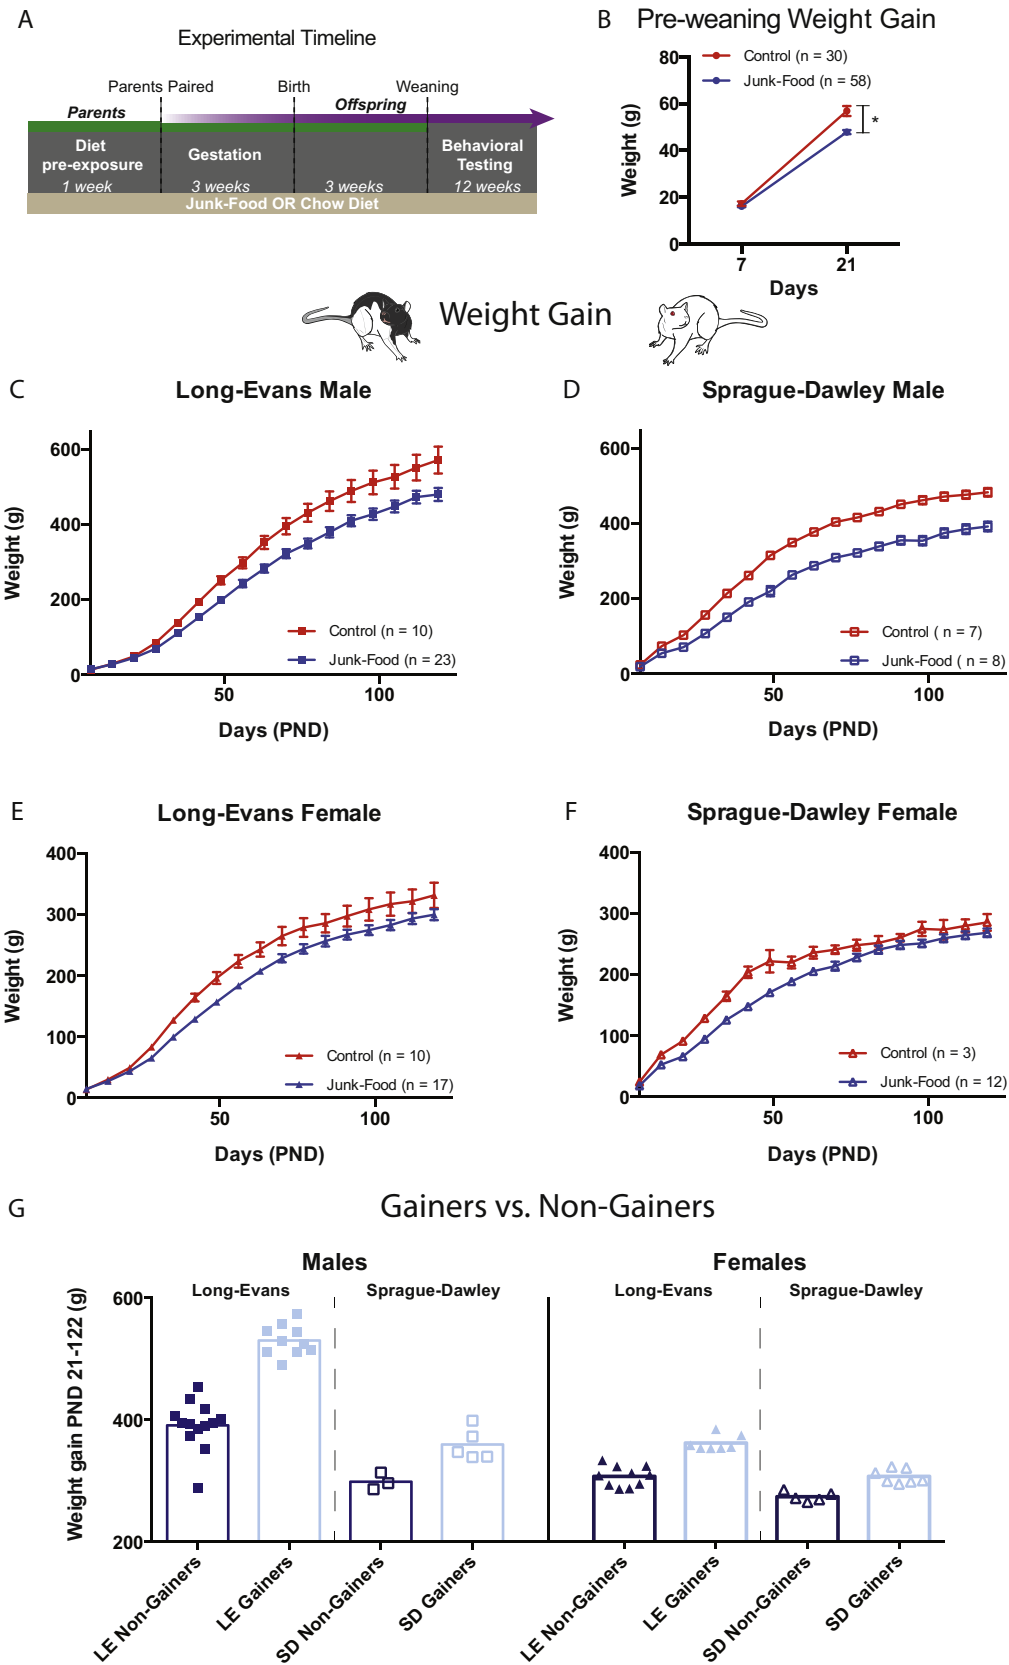 A
Experimental Timeline
Parents Paired
Birth
Weaning
Parents
Offspring
Diet
pre-exposure
1 week
Gestation
3 weeks
3 weeks
Behavioral
Testing
12 weeks
Junk-Food OR Chow Diet
B
Pre-weaning Weight Gain
Control (n = 30)
Junk-Food (n = 58)
Weight (g)
80
60
40
20
0
*
7
21
Days
Weight Gain
C
Long-Evans Male
Weight (g)
600
400
200
0
Control (n = 10)
Junk-Food (n = 23)
50
100
Days (PND)
D
Sprague-Dawley Male
Weight (g)
600
400
200
0
Control ( n = 7)
Junk-Food ( n = 8)
50
100
Days (PND)
E
Long-Evans Female
Weight (g)
400
300
200
100
0
Control (n = 10)
Junk-Food (n = 17)
50
100
Days (PND)
F
Sprague-Dawley Female
Weight (g)
400
300
200
100
0
Control (n = 3)
Junk-Food (n = 12)
50
100
Days (PND)
G
Gainers vs. Non-Gainers
Males
Females
Long-Evans
Sprague-Dawley
Long-Evans
Sprague-Dawley
Weight gain PND 21-122 (g)
600
400
200
LE Non-Gainers
LE Gainers
SD Non-Gainers
SD Gainers
LE Non-Gainers
LE Gainers
SD Non-Gainers
SD Gainers